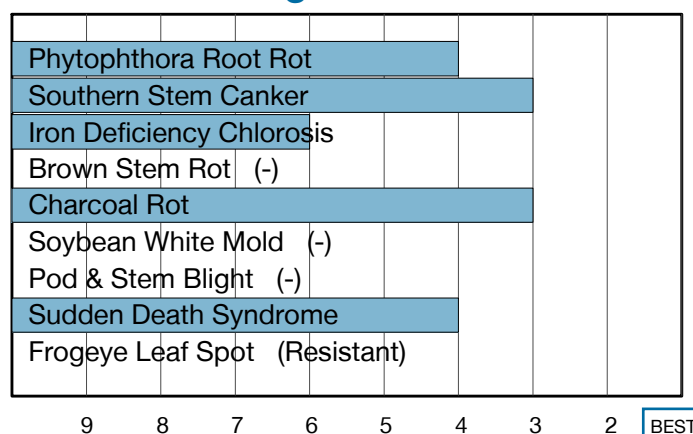 Phytophthora Root Rot
Southern Stem Canker
Iron Deficiency Chlorosis
Brown Stem Rot (-)
Charcoal Rot
Soybean White Mold (-)
Pod & Stem Blight (-)
Sudden Death Syndrome
Frogeye Leaf Spot (Resistant)
9 8 7 6 5 4 3 2 BEST